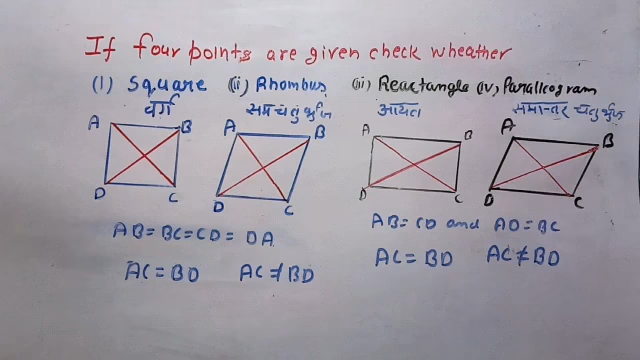 If four points are given check wheather
(i) Square (ii) Rhombus (iii) Reactangle (iv) Parallcogram
वर्ग समचतुर्भुज आयत समान्तर चतुर्भुज
A B A B A B A B
D C D C D C D C
AB = BC = CD = DA AB = CD and AD = BC
AC = BD AC ≠ BD AC = BD AC ≠ BD